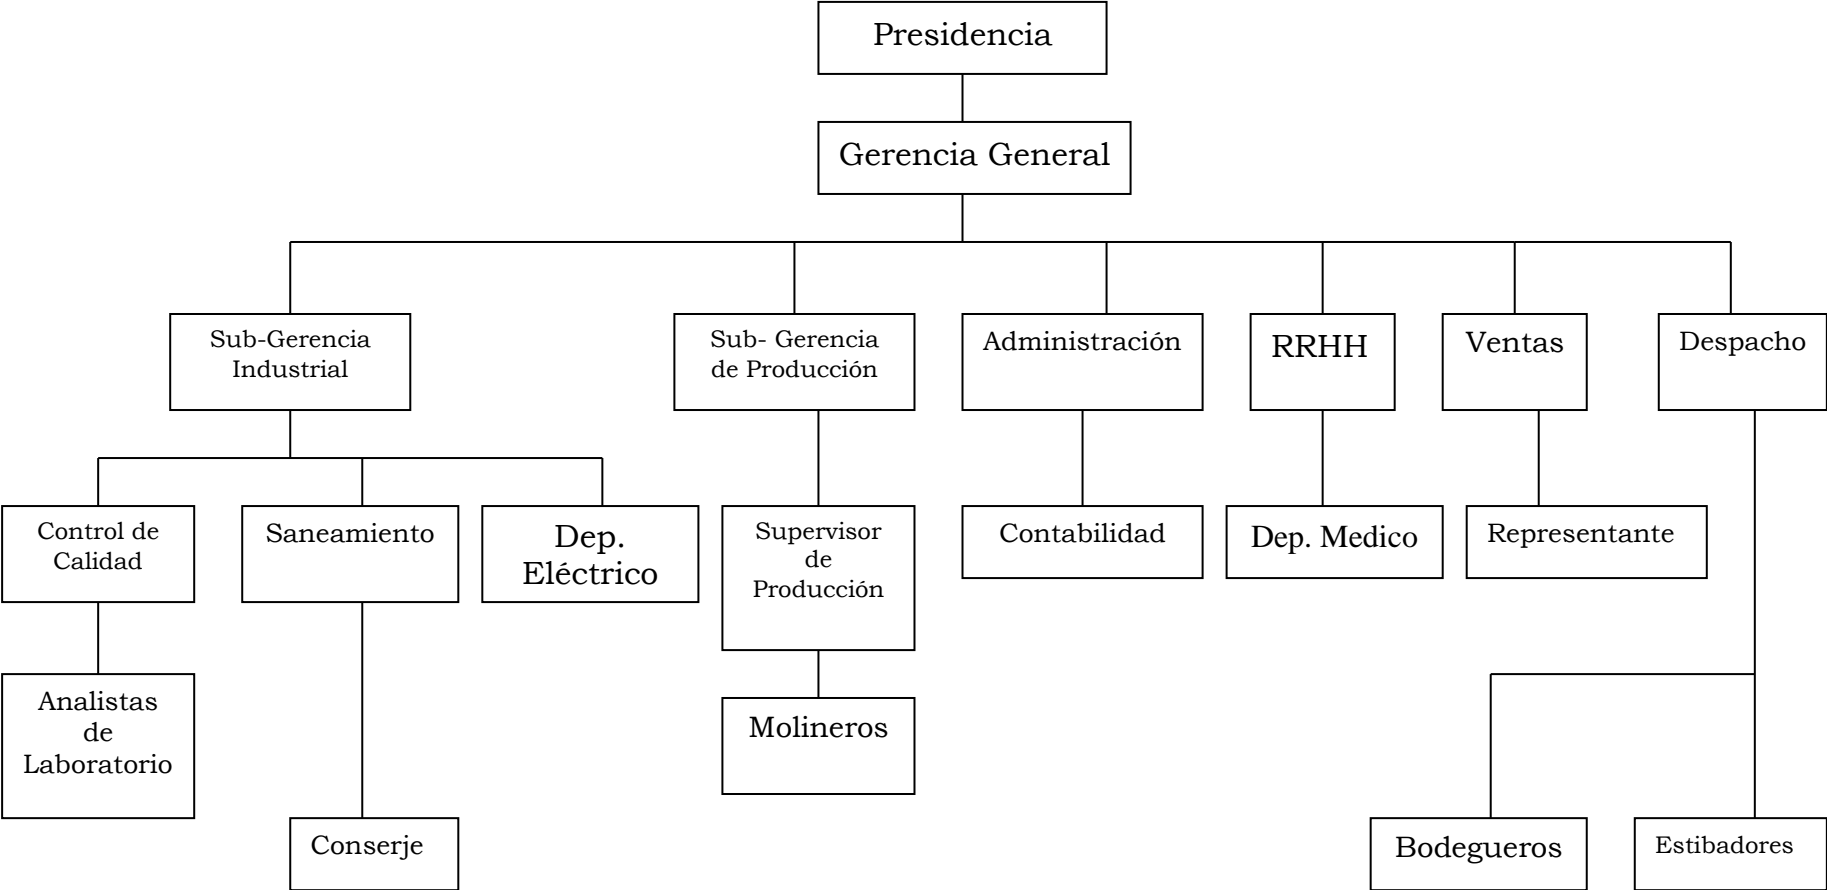 Presidencia
Gerencia General
Sub-Gerencia
Industrial
Sub- Gerencia
de Producción
Administración
RRHH
Ventas
Despacho
Control de
Calidad
Saneamiento
Dep.
Eléctrico
Supervisor
de
Producción
Contabilidad
Dep. Medico
Representante
Analistas
de
Laboratorio
Molineros
Conserje
Bodegueros
Estibadores